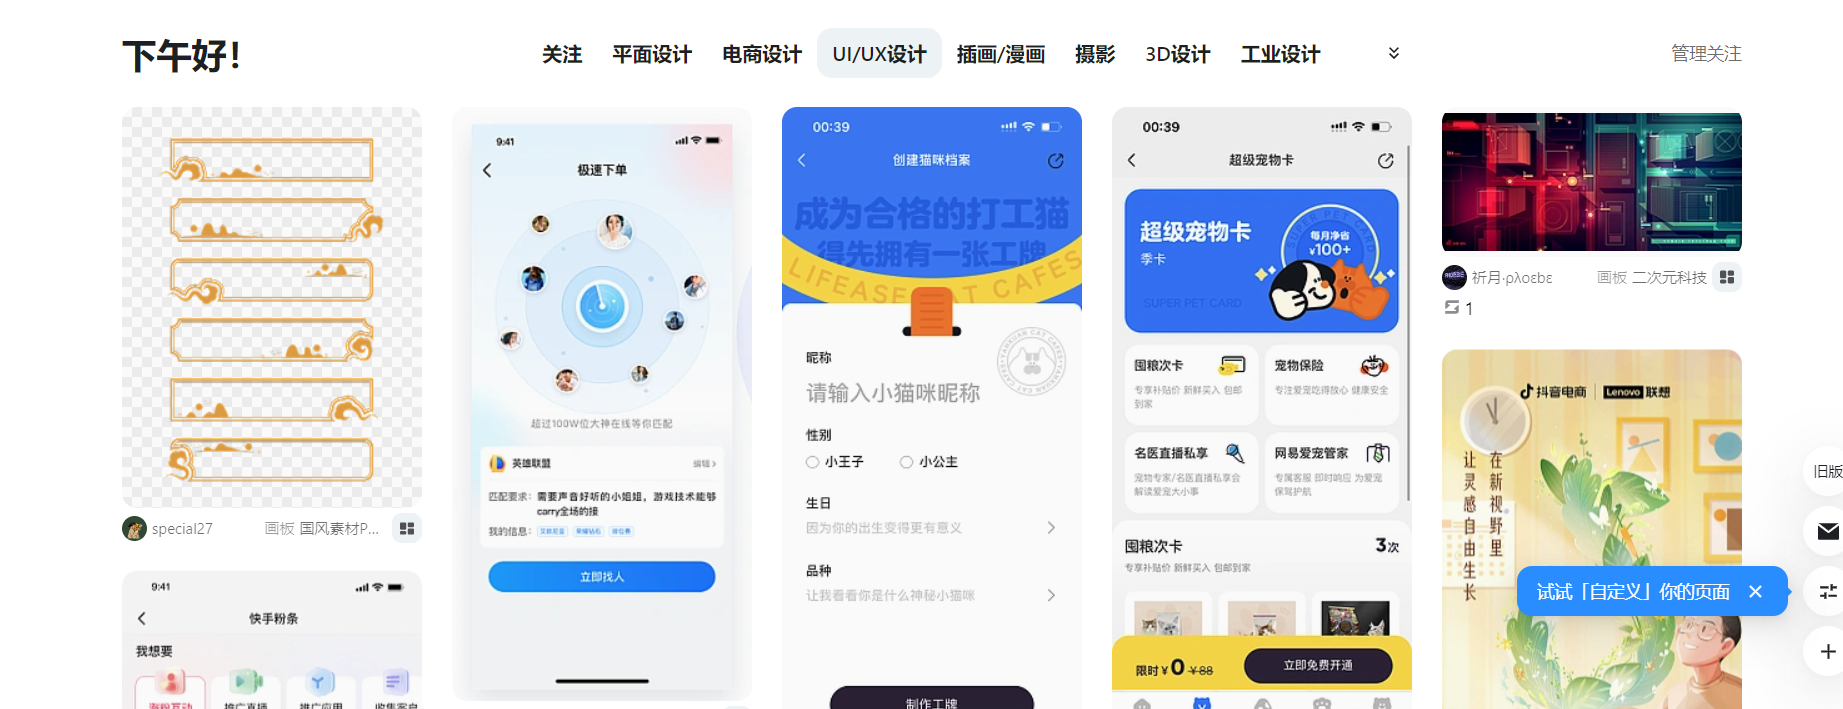 下午好！
关注 平面设计 电商设计 UI/UX设计 插画/漫画 摄影 3D设计 工业设计
管理关注
special27 画板 国风素材P...
9:41
快手粉条
我想要
涨粉互动 推广直播 推广应用 收集客户
9:41
极速下单
超过100W位大神在线等你匹配
英雄联盟 编辑
匹配要求：需要声音好听的小姐姐，游戏技术能够
carry全场的接
我的信息：
立即找人
00:39
创建猫咪档案
成为合格的打工猫
得先拥有一张工牌
LIFEASE CAT CAFES
昵称
请输入小猫咪昵称
性别
小王子 小公主
生日
因为你的出生变得更有意义
品种
让我看看你是什么神秘小猫咪
制作工牌
00:39
超级宠物卡
超级宠物卡
季卡
SUPER PET CARD
SUPER PET CARD
每月净省
¥100+
囤粮次卡
专享补贴价 新鲜买入 包邮
到家
宠物保险
专注爱宠吃得放心 健康安全
名医直播私享
宠物专家/名医直播私享会
解读爱宠大小事
网易爱宠管家
专属客服 即时响应 为爱宠
保驾护航
囤粮次卡 3次
专享补贴价 新鲜买入 包邮到家
限时¥0 ¥88 立即免费开通
祈月·ρλοεbε 画板 二次元科技
1
抖音电商 Lenovo 联想
在新视野里
让灵感自由生长
旧版
试试「自定义」你的页面